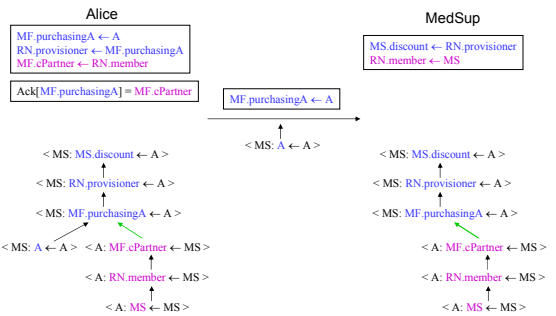 Alice
MedSup
MF.purchasingA ← A
RN.provisioner ← MF.purchasingA
MF.cPartner ← RN.member
MS.discount ← RN.provisioner
RN.member ← MS
Ack[MF.purchasingA] = MF.cPartner
MF.purchasingA ← A
< MS: A ← A >
< MS: MS.discount ← A >
< MS: MS.discount ← A >
< MS: RN.provisioner ← A >
< MS: RN.provisioner ← A >
< MS: MF.purchasingA ← A >
< MS: MF.purchasingA ← A >
< MS: A ← A >
< A: MF.cPartner ← MS >
< A: MF.cPartner ← MS >
< A: RN.member ← MS >
< A: RN.member ← MS >
< A: MS ← MS >
< A: MS ← MS >